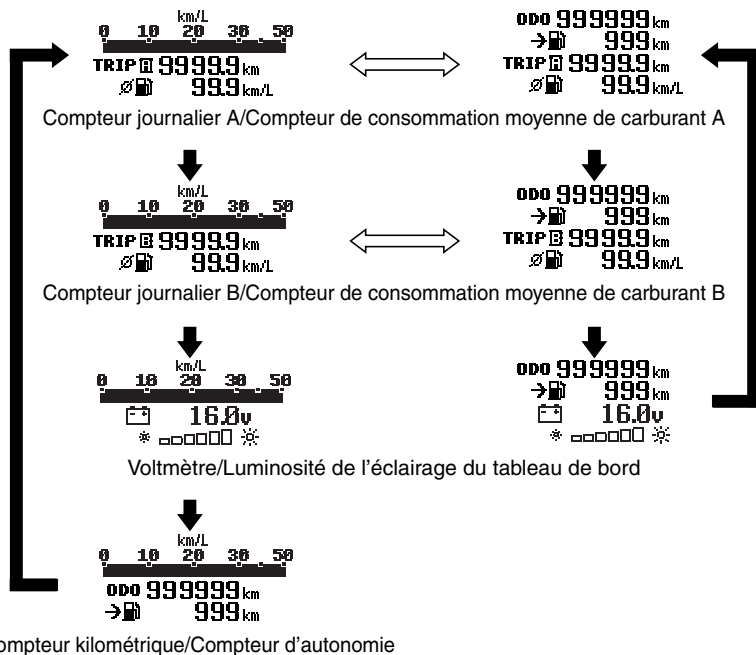 km/L
0 10 20 30 50
TRIP A 9999.9 km
99.9 km/L
ODO 999999 km
999 km
TRIP A 9999.9 km
99.9 km/L
Compteur journalier A/Compteur de consommation moyenne de carburant A
km/L
0 10 20 30 50
TRIP B 9999.9 km
99.9 km/L
ODO 999999 km
999 km
TRIP B 9999.9 km
99.9 km/L
Compteur journalier B/Compteur de consommation moyenne de carburant B
km/L
0 10 20 30 50
16.0v
ODO 999999 km
999 km
16.0v
Voltmètre/Luminosité de l'éclairage du tableau de bord
km/L
0 10 20 30 50
ODO 999999 km
999 km
ompteur kilométrique/Compteur d'autonomie